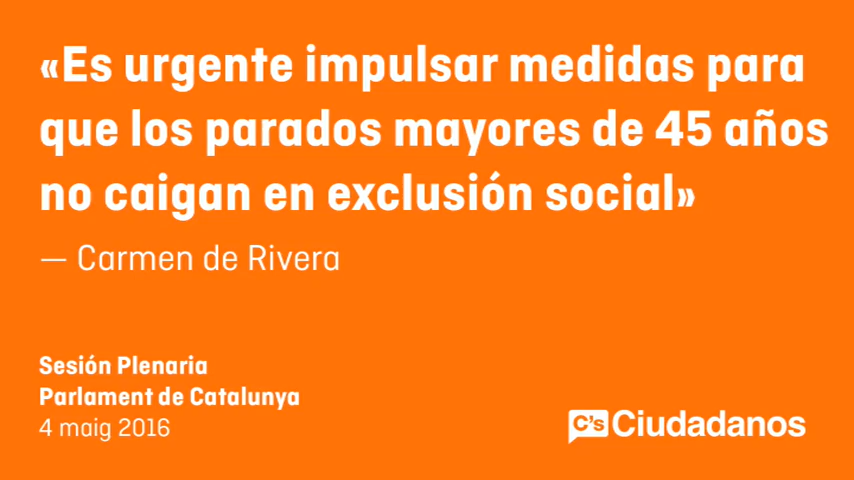 «Es urgente impulsar medidas para
que los parados mayores de 45 años
no caigan en exclusión social»
— Carmen de Rivera
Sesión Plenaria
Parlament de Catalunya
4 maig 2016
C's Ciudadanos